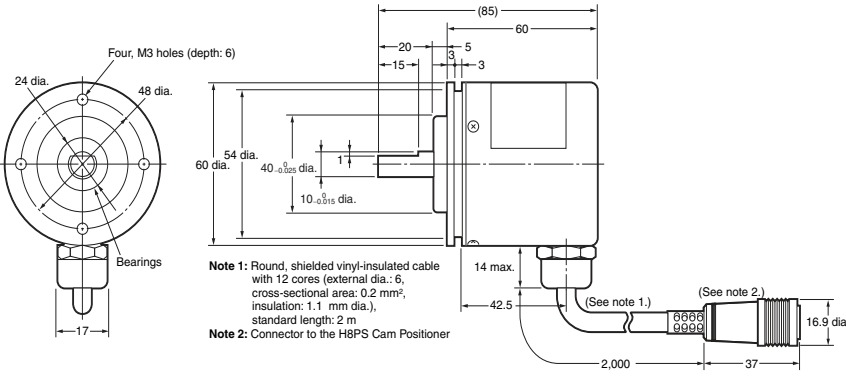 (85)
60
20
5
3
15
3
Four, M3 holes (depth: 6)
24 dia.
48 dia.
60 dia.
54 dia.
40 0 -0.025 dia.
1
10 0 -0.015 dia.
Bearings
17
Note 1: Round, shielded vinyl-insulated cable
with 12 cores (external dia.: 6,
cross-sectional area: 0.2 mm²,
insulation: 1.1 mm dia.),
standard length: 2 m
Note 2: Connector to the H8PS Cam Positioner
14 max.
42.5
(See note 1.)
(See note 2.)
16.9 dia
2,000
37